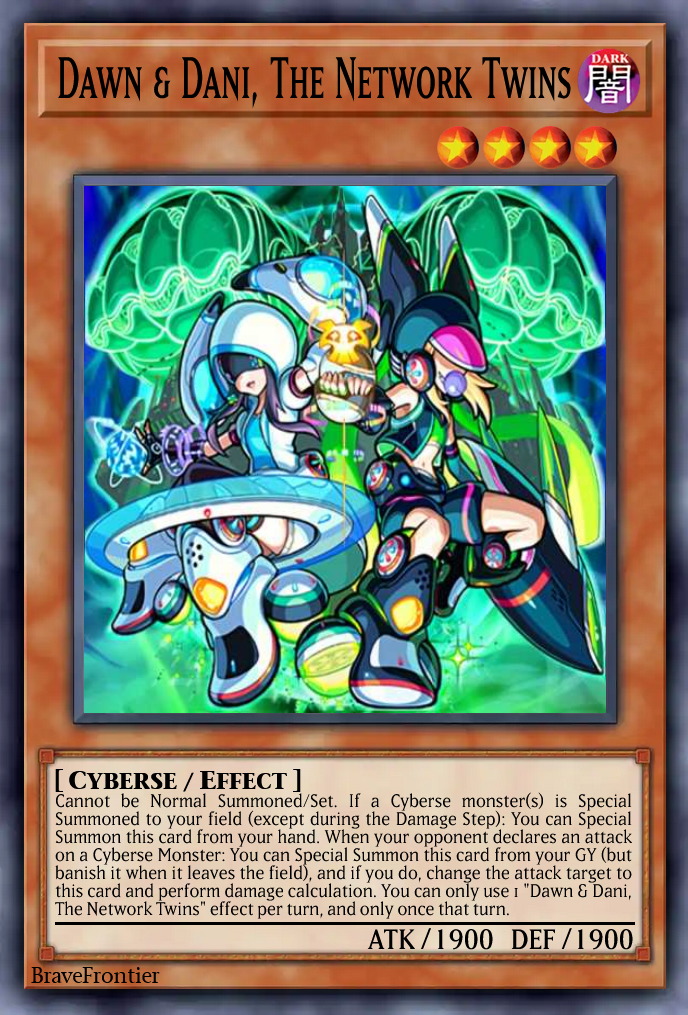 Dawn & Dani, The Network Twins
DARK
闇
[ Cyberse / Effect ]
Cannot be Normal Summoned/Set. If a Cyberse monster(s) is Special
Summoned to your field (except during the Damage Step): You can Special
Summon this card from your hand. When your opponent declares an attack
on a Cyberse Monster: You can Special Summon this card from your GY (but
banish it when it leaves the field), and if you do, change the attack target to
this card and perform damage calculation. You can only use 1 "Dawn & Dani,
The Network Twins" effect per turn, and only once that turn.
ATK / 1900 DEF / 1900
BraveFrontier